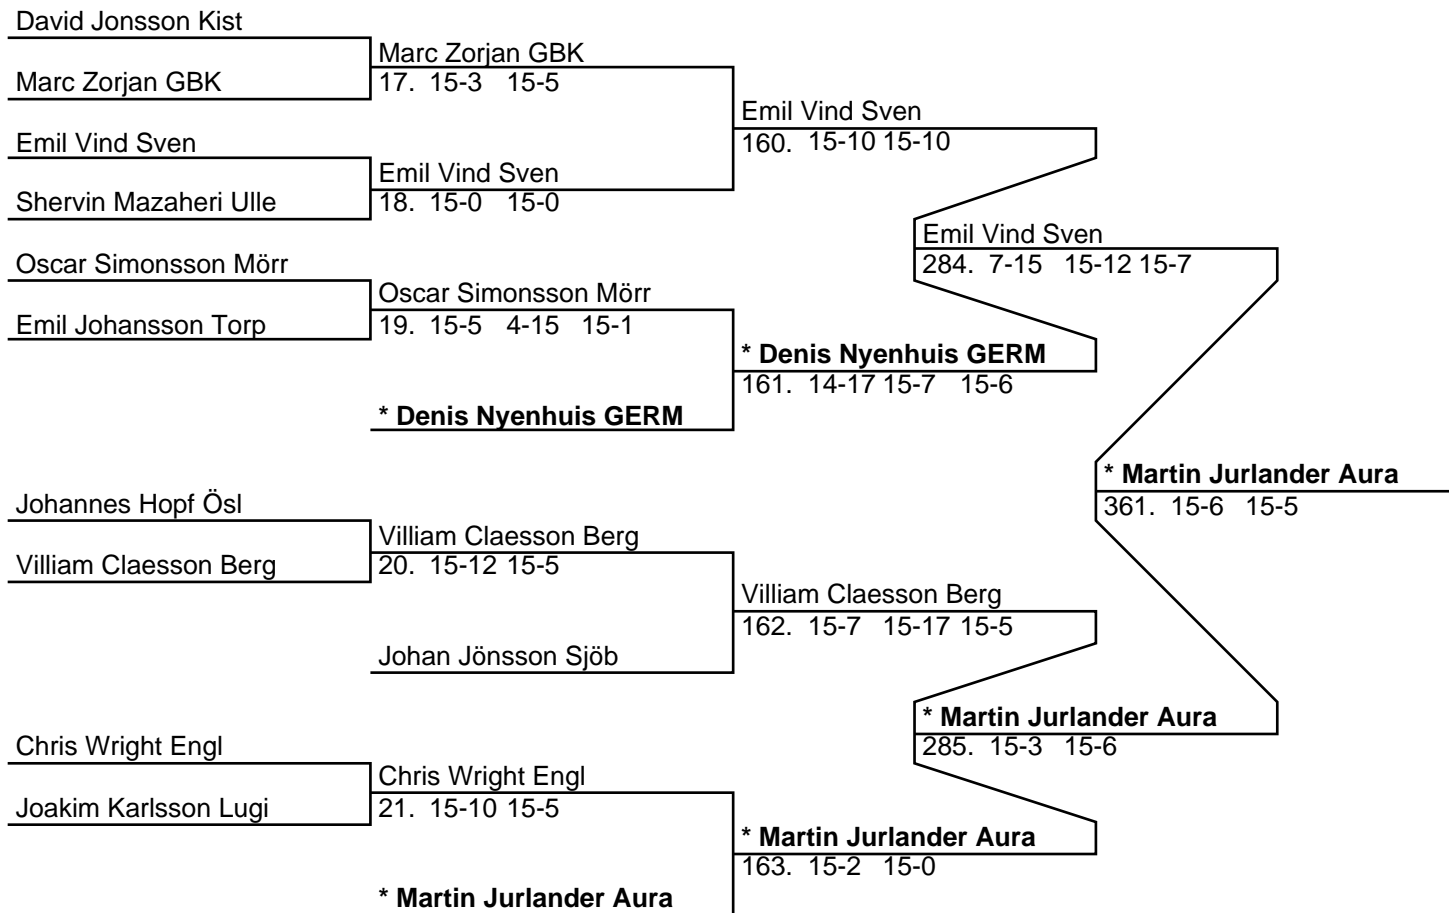 David Jonsson Kist
Marc Zorjan GBK
Marc Zorjan GBK
17. 15-3 15-5
Emil Vind Sven
160. 15-10 15-10
Emil Vind Sven
Emil Vind Sven
Shervin Mazaheri Ulle
18. 15-0 15-0
Emil Vind Sven
284. 7-15 15-12 15-7
Oscar Simonsson Mörr
Oscar Simonsson Mörr
Emil Johansson Torp
19. 15-5 4-15 15-1
* Denis Nyenhuis GERM
161. 14-17 15-7 15-6
* Denis Nyenhuis GERM
* Martin Jurlander Aura
361. 15-6 15-5
Johannes Hopf Ösl
Villiam Claesson Berg
Villiam Claesson Berg
20. 15-12 15-5
Villiam Claesson Berg
162. 15-7 15-17 15-5
Johan Jönsson Sjöb
* Martin Jurlander Aura
285. 15-3 15-6
Chris Wright Engl
Chris Wright Engl
Joakim Karlsson Lugi
21. 15-10 15-5
* Martin Jurlander Aura
163. 15-2 15-0
* Martin Jurlander Aura